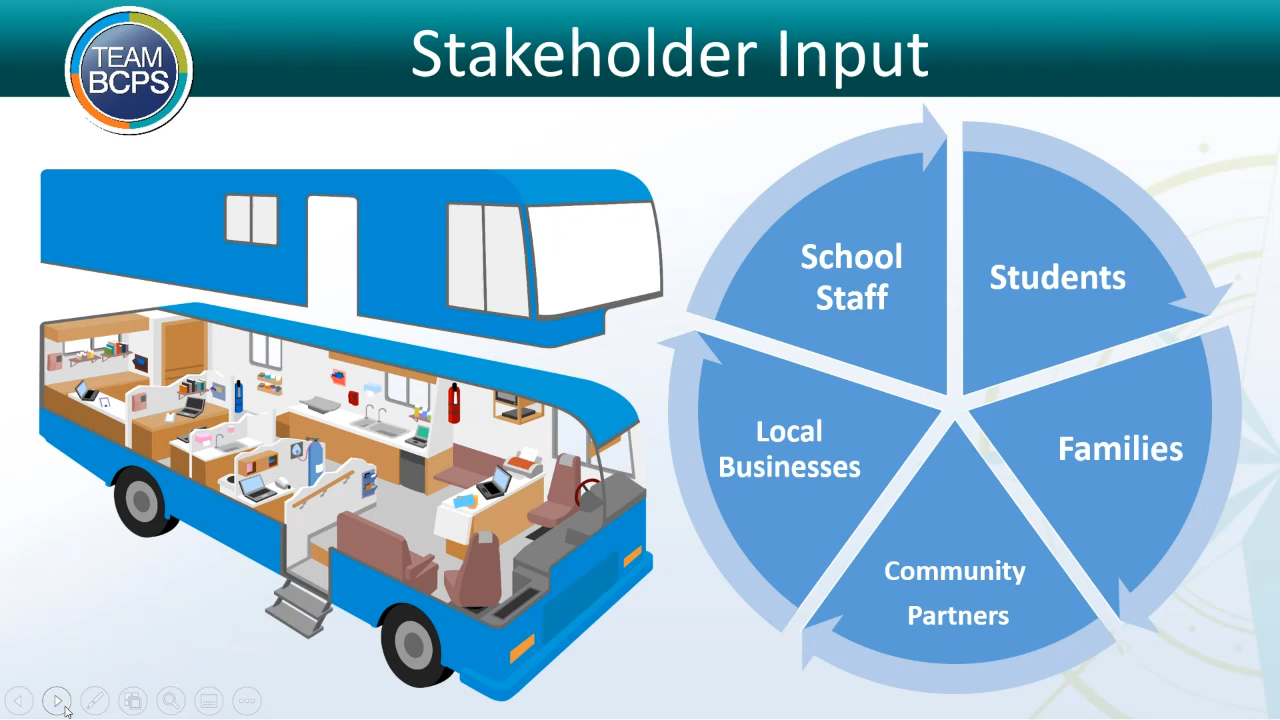 TEAM
BCPS
Stakeholder Input
School
Staff
Students
Local
Businesses
Families
Community
Partners